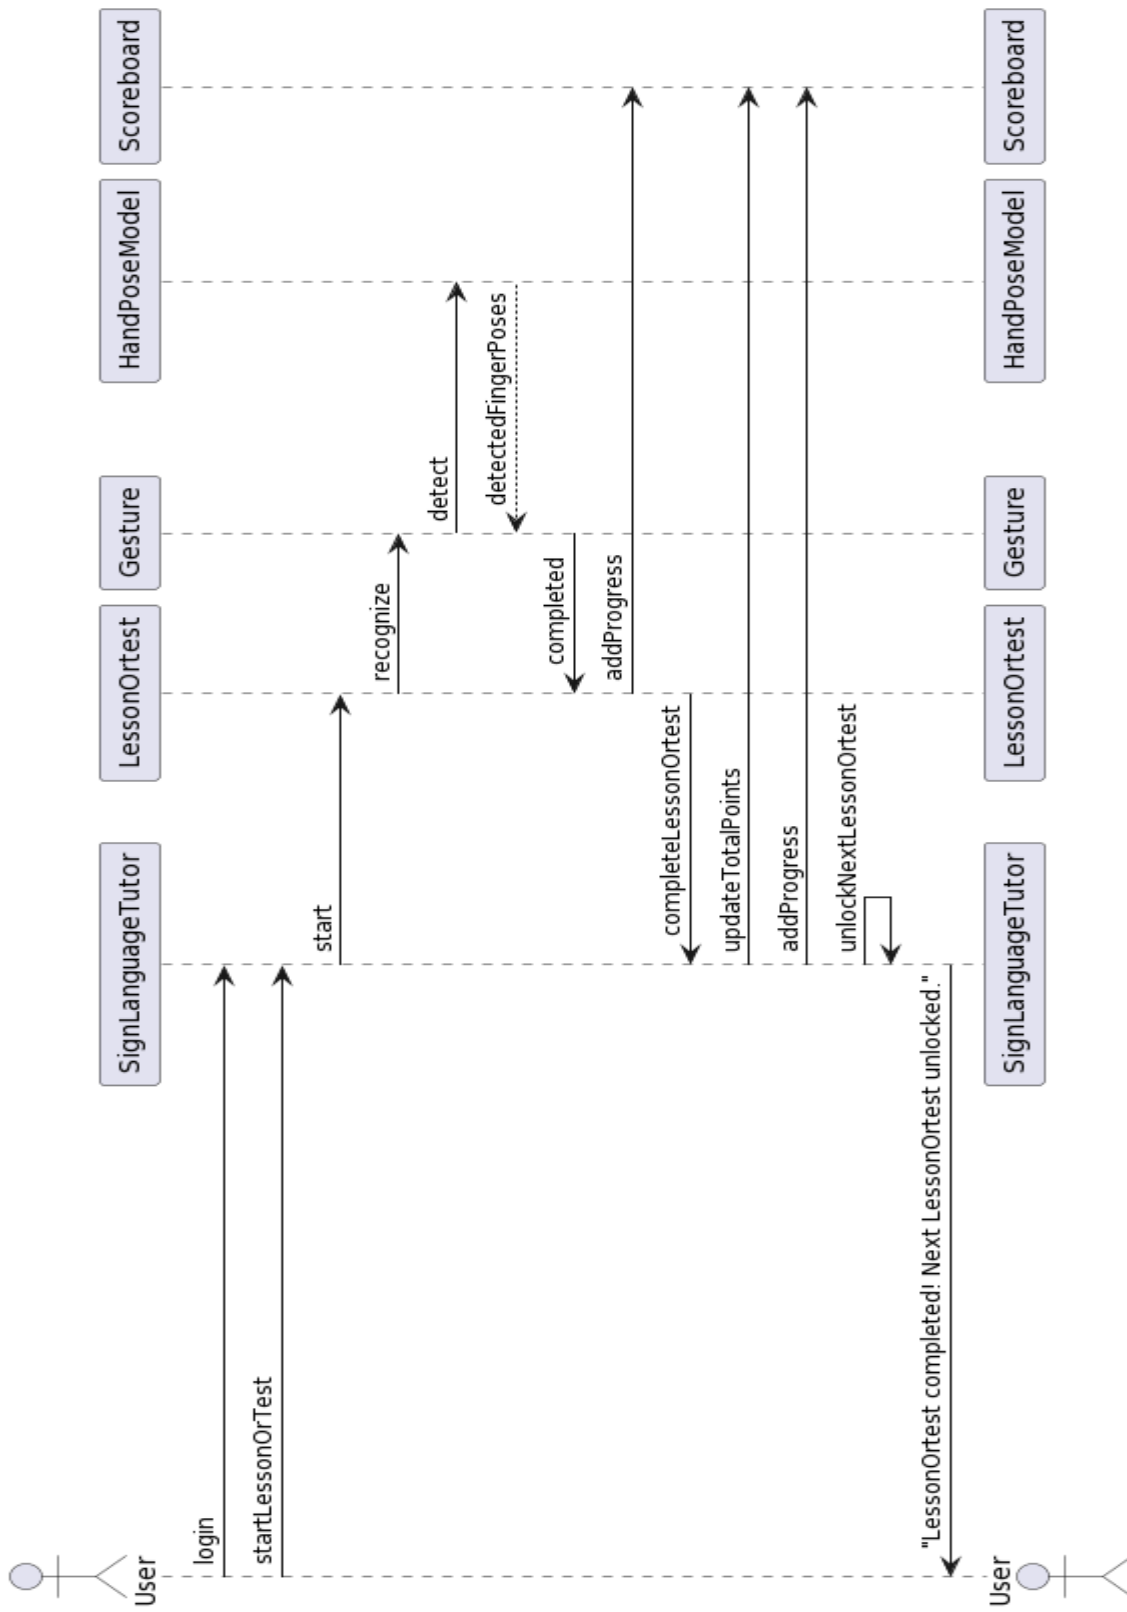 User
SignLanguageTutor
LessonOrtest
Gesture
HandPoseModel
Scoreboard
login
startLessonOrTest
start
recognize
detect
detectedFingerPoses
completed
addProgress
completeLessonOrtest
updateTotalPoints
addProgress
unlockNextLessonOrtest
"LessonOrtest completed! Next LessonOrtest unlocked."
User
SignLanguageTutor
LessonOrtest
Gesture
HandPoseModel
Scoreboard